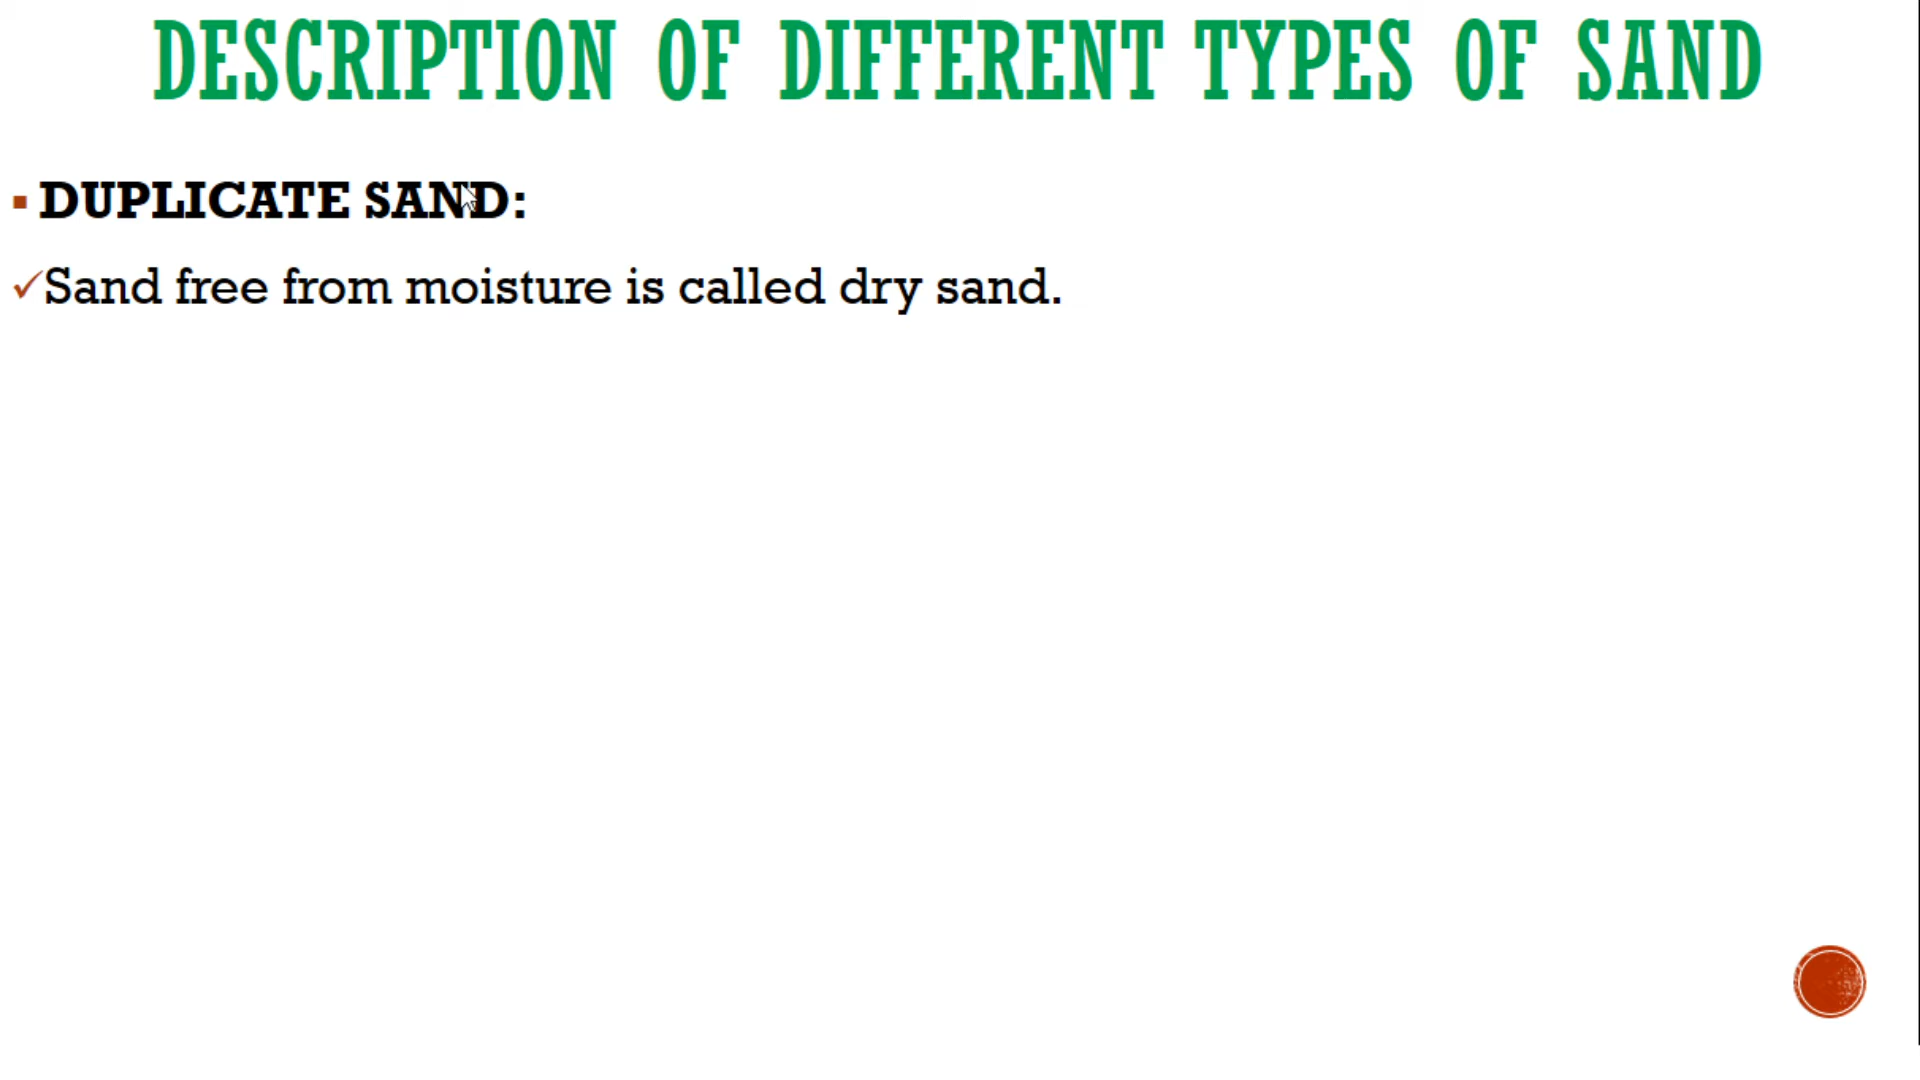 DESCRIPTION OF DIFFERENT TYPES OF SAND
DUPLICATE SAND:
Sand free from moisture is called dry sand.